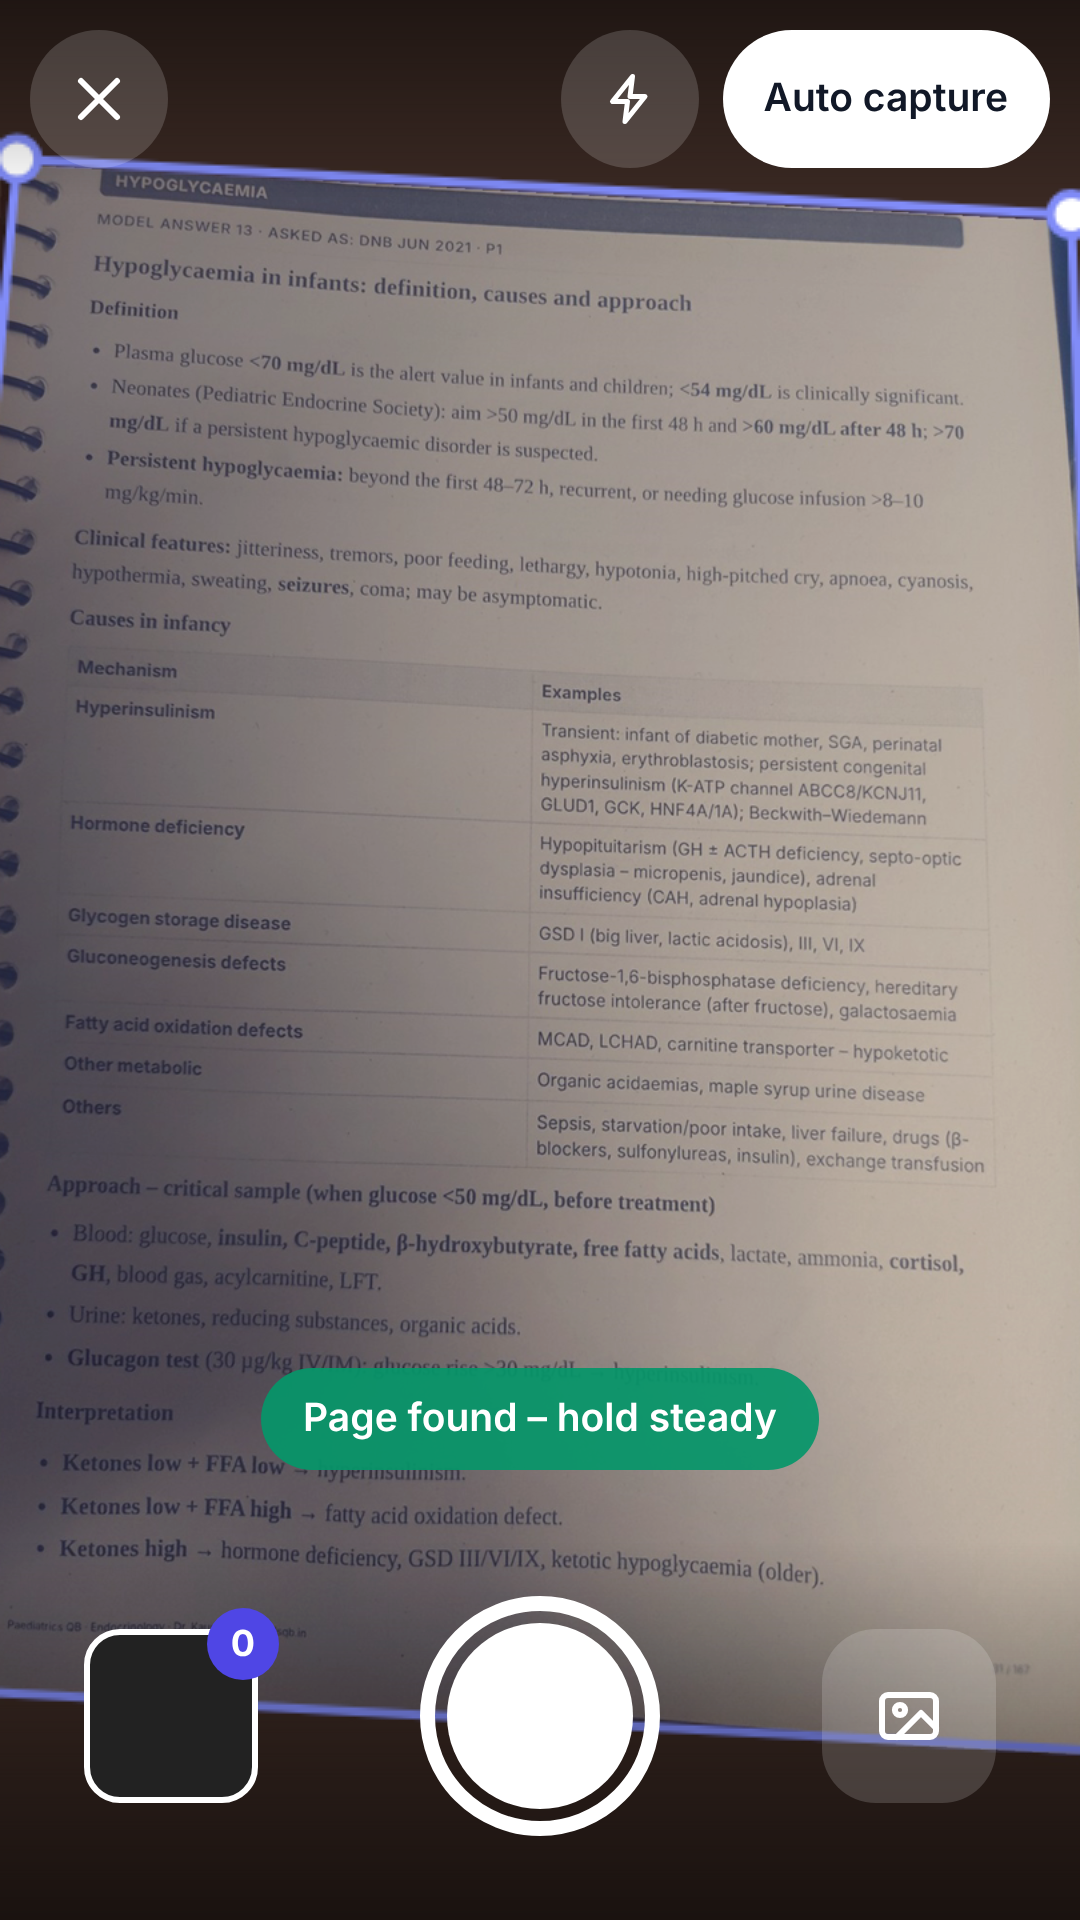 Auto capture
HYPOGLYCAEMIA
MODEL ANSWER 13 · ASKED AS: DNB JUN 2021 · P1
Hypoglycaemia in infants: definition, causes and approach
Definition
• Plasma glucose <70 mg/dL is the alert value in infants and children; <54 mg/dL is clinically significant.
• Neonates (Pediatric Endocrine Society): aim >50 mg/dL in the first 48 h and >60 mg/dL after 48 h; >70
mg/dL if a persistent hypoglycaemic disorder is suspected.
• Persistent hypoglycaemia: beyond the first 48–72 h, recurrent, or needing glucose infusion >8–10
mg/kg/min.
Clinical features: jitteriness, tremors, poor feeding, lethargy, hypotonia, high-pitched cry, apnoea, cyanosis,
hypothermia, sweating, seizures, coma; may be asymptomatic.
Causes in infancy
Mechanism
Examples
Hyperinsulinism
Transient: infant of diabetic mother, SGA, perinatal
asphyxia, erythroblastosis; persistent congenital
hyperinsulinism (K-ATP channel ABCC8/KCNJ11,
GLUD1, GCK, HNF4A/1A); Beckwith–Wiedemann
Hormone deficiency
Hypopituitarism (GH ± ACTH deficiency, septo-optic
dysplasia – micropenis, jaundice), adrenal
insufficiency (CAH, adrenal hypoplasia)
Glycogen storage disease
GSD I (big liver, lactic acidosis), III, VI, IX
Gluconeogenesis defects
Fructose-1,6-bisphosphatase deficiency, hereditary
fructose intolerance (after fructose), galactosaemia
Fatty acid oxidation defects
MCAD, LCHAD, carnitine transporter – hypoketotic
Other metabolic
Organic acidaemias, maple syrup urine disease
Others
Sepsis, starvation/poor intake, liver failure, drugs (β-
blockers, sulfonylureas, insulin), exchange transfusion
Approach – critical sample (when glucose <50 mg/dL, before treatment)
• Blood: glucose, insulin, C-peptide, β-hydroxybutyrate, free fatty acids, lactate, ammonia, cortisol,
GH, blood gas, acylcarnitine, LFT.
• Urine: ketones, reducing substances, organic acids.
• Glucagon test (30 µg/kg IV/IM): glucose rise >30 mg/dL → hyperinsulinism.
Page found – hold steady
Interpretation
• Ketones low + FFA low → hyperinsulinism.
• Ketones low + FFA high → fatty acid oxidation defect.
• Ketones high → hormone deficiency, GSD III/VI/IX, ketotic hypoglycaemia (older).
Paediatrics QB · Endocrinology · Dr.
0
/ 167